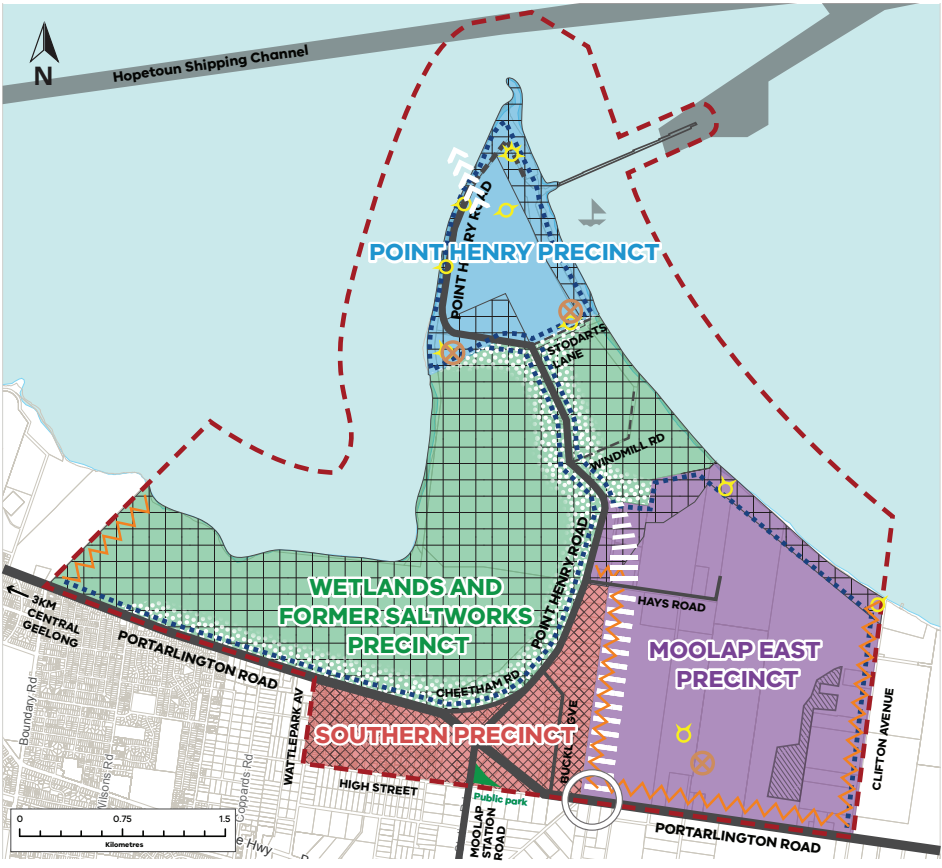 Hopetoun Shipping Channel
N
POINT HENRY ROAD
POINT HENRY PRECINCT
STODARTS
LANE
WINDMILL RD
POINT HENRY ROAD
WETLANDS AND
FORMER SALTWORKS
PRECINCT
HAYS ROAD
3KM
CENTRAL
GEELONG
PORTARLINGTON ROAD
CHEETHAM RD
MOOLAP EAST
PRECINCT
Boundary Rd
WATTLEPARK AV
SOUTHERN PRECINCT
CLIFTON AVENUE
Wilsons Rd
Coppards Rd
HIGH STREET
Public park
MOOLAP
STATION
ROAD
PORTARLINGTON ROAD
0 0.75 1.5
Kilometres
Hwy